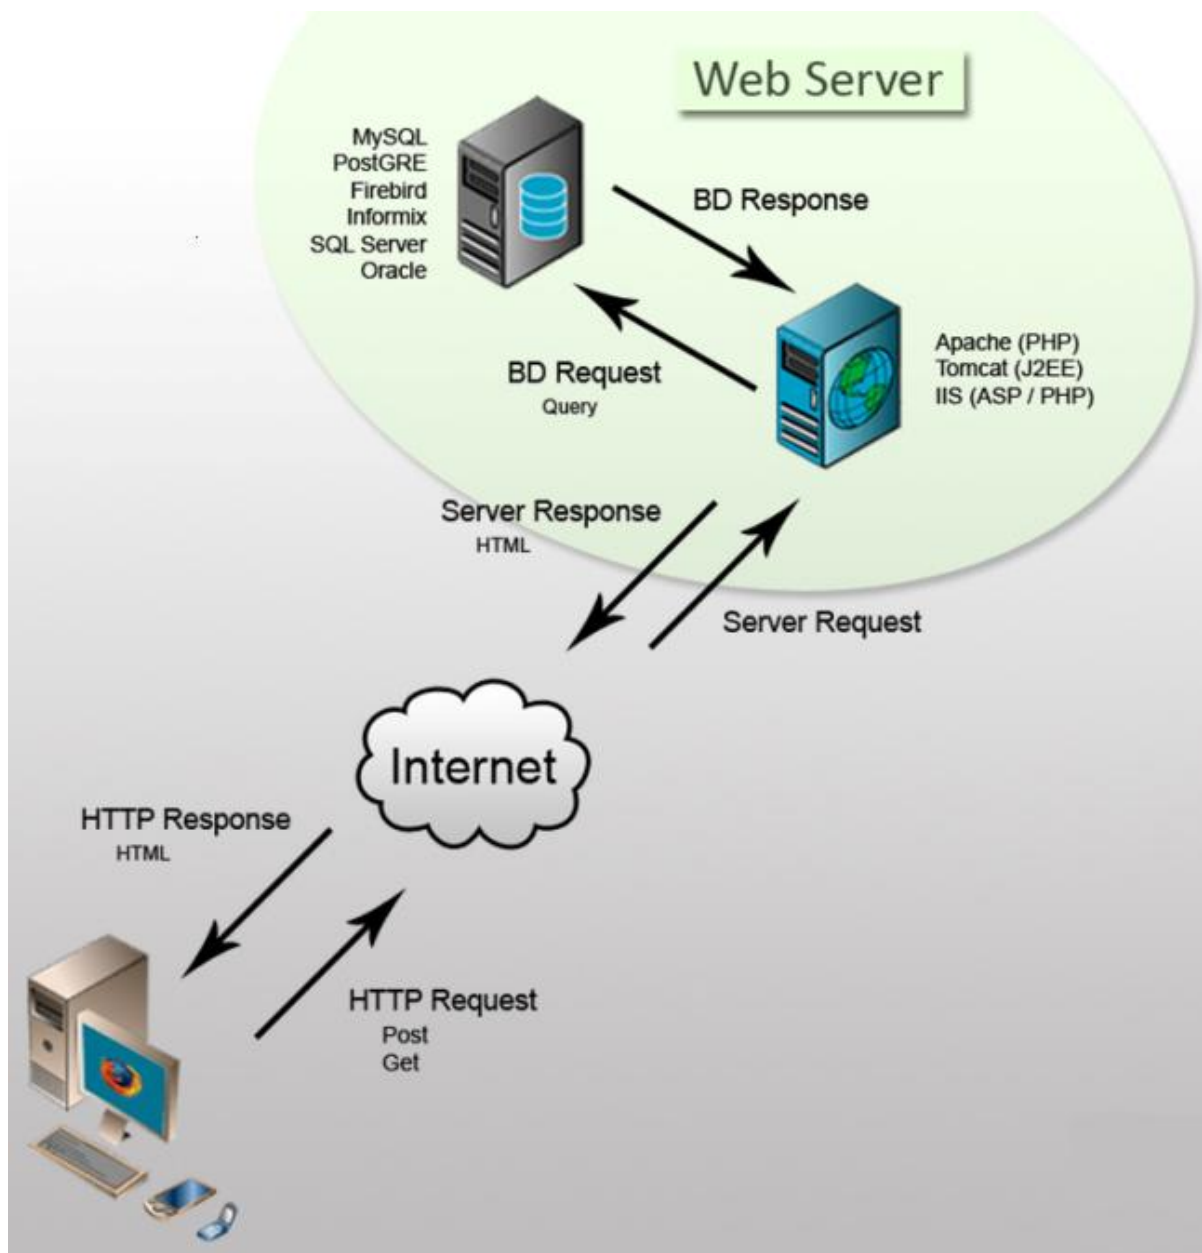 Web Server
MySQL
PostGRE
Firebird
Informix
SQL Server
Oracle
BD Response
BD Request
Query
Apache (PHP)
Tomcat (J2EE)
IIS (ASP / PHP)
Server Response
HTML
Server Request
Internet
HTTP Response
HTML
HTTP Request
Post
Get